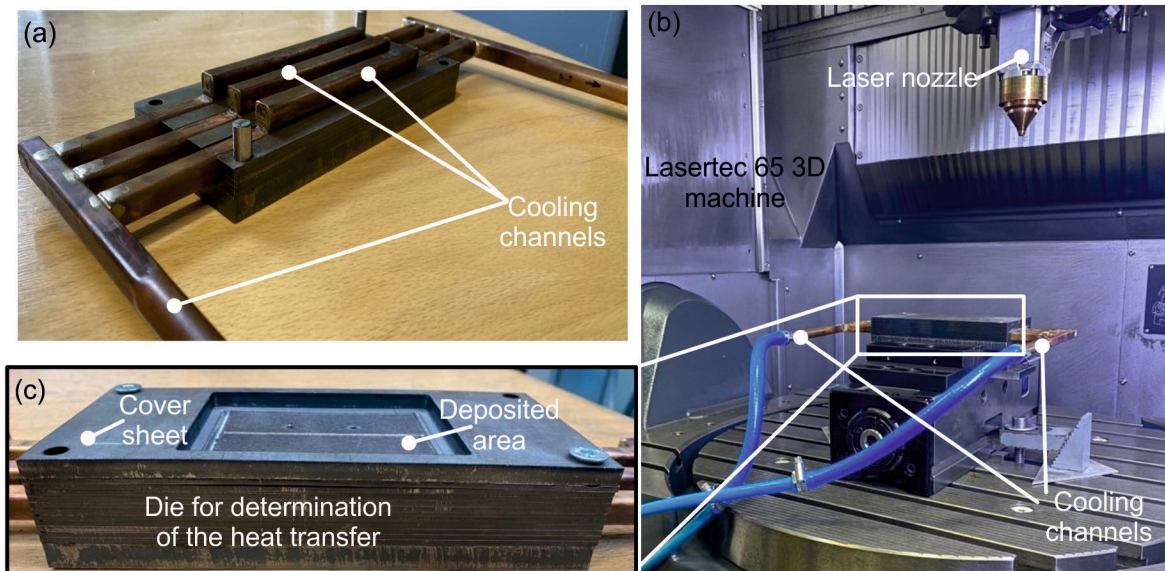 (a)
Cooling
channels
(b)
Laser nozzle
Lasertec 65 3D
machine
Cooling
channels
(c)
Cover
sheet
Deposited
area
Die for determination
of the heat transfer